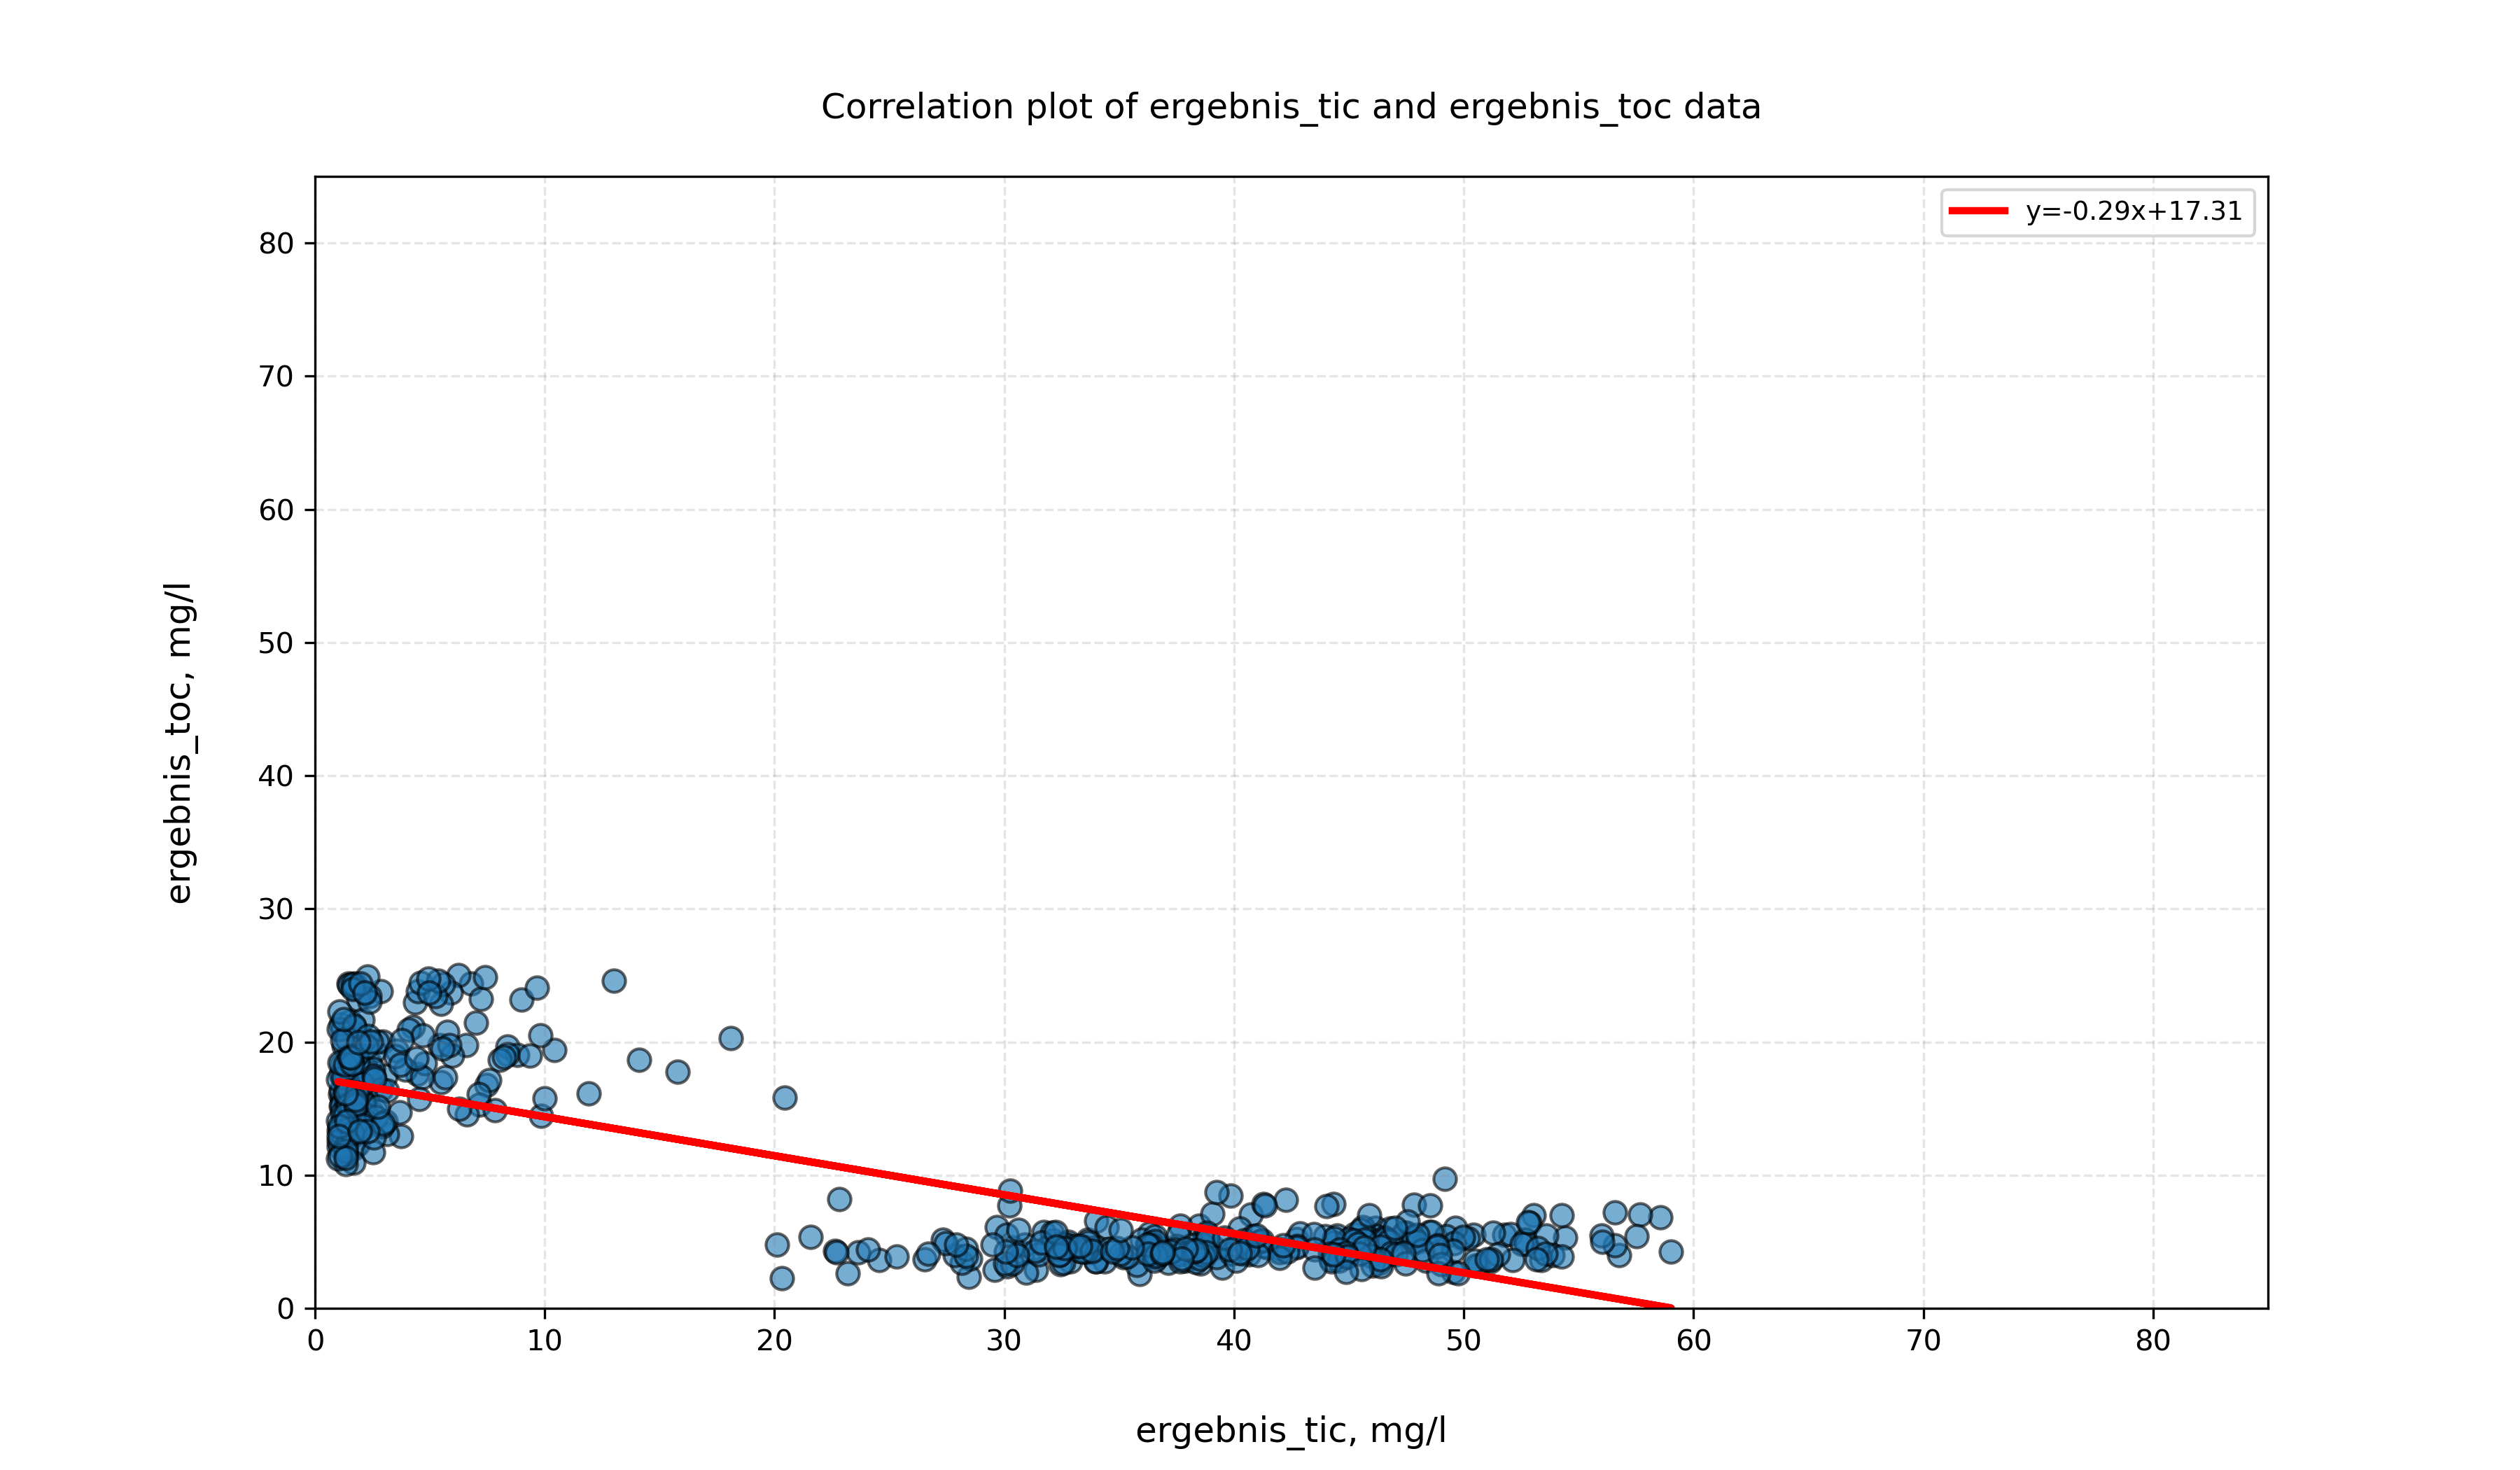 Correlation plot of ergebnis_tic and ergebnis_toc data
y=-0.29x+17.31
80
70
60
50
40
30
20
10
0
ergebnis_toc, mg/l
0 10 20 30 40 50 60 70 80
ergebnis_tic, mg/l